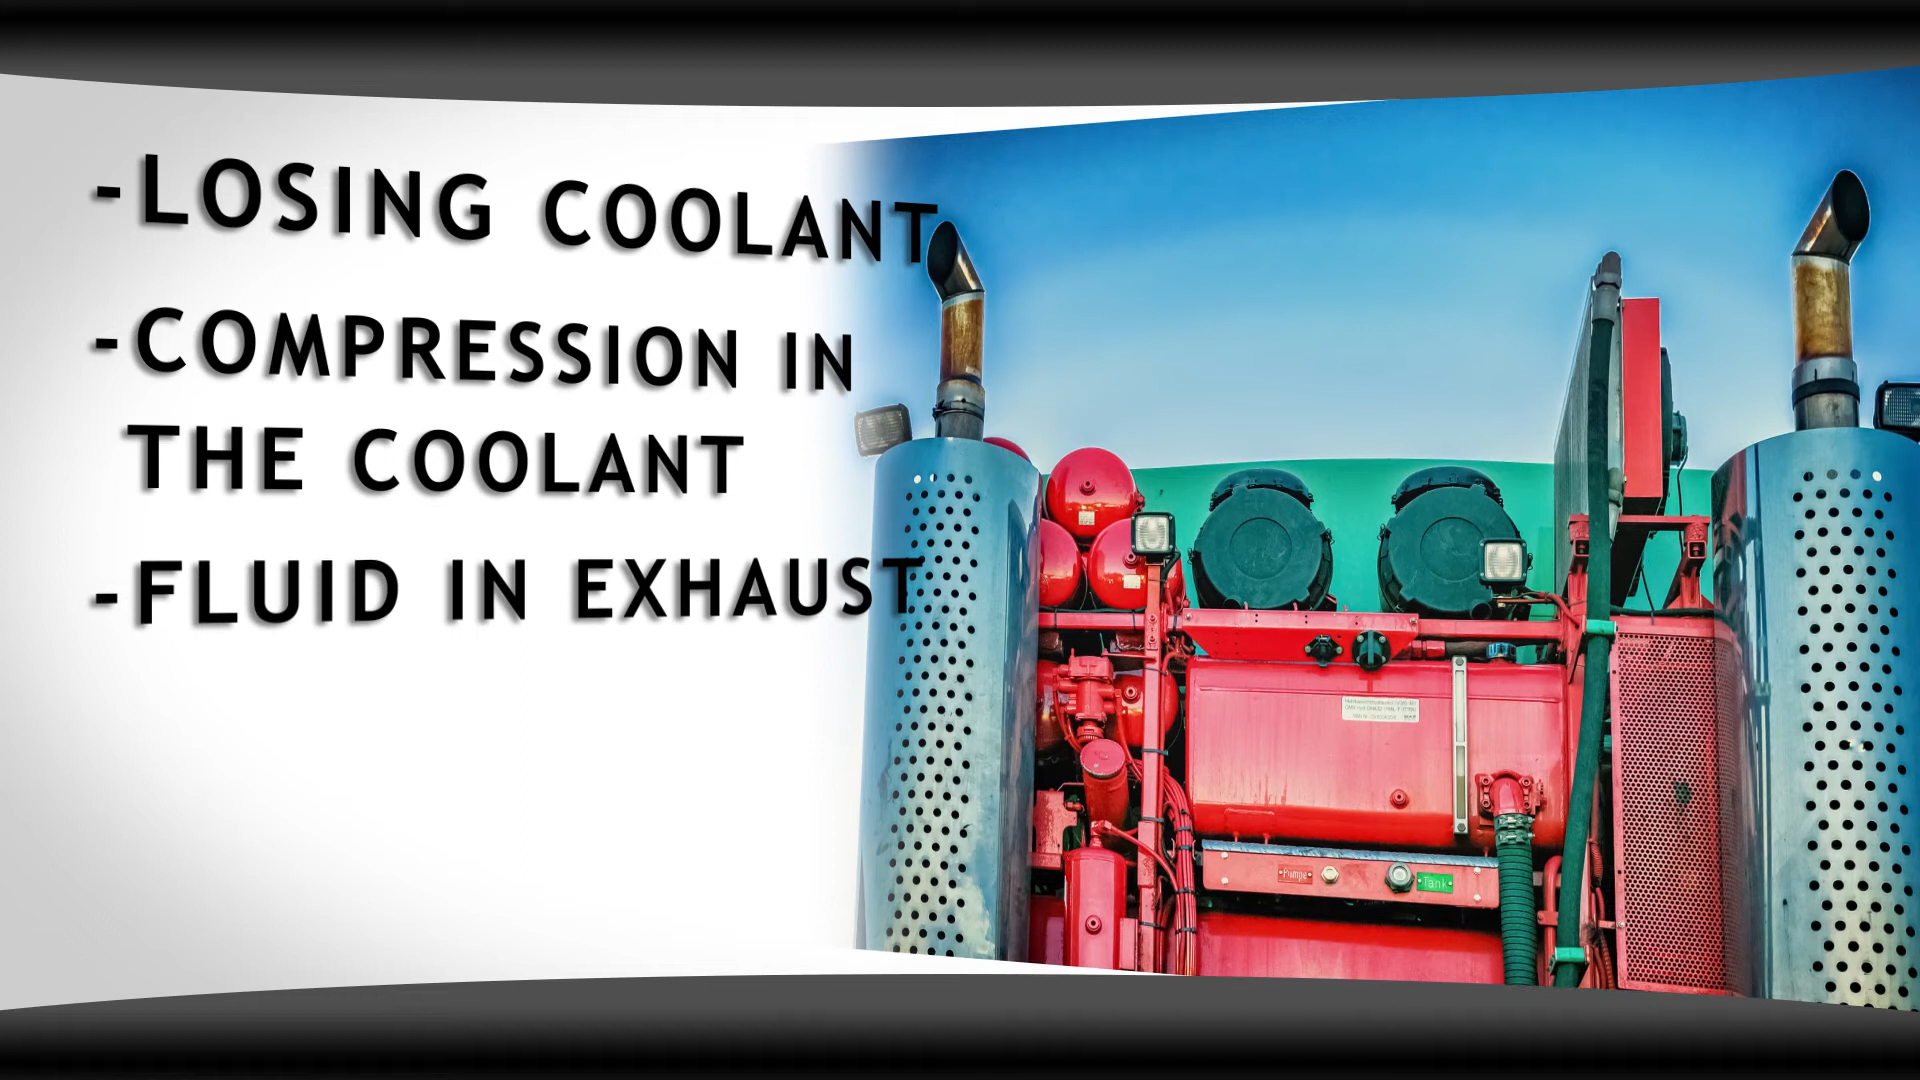 -LOSING COOLANT
-COMPRESSION IN
THE COOLANT
-FLUID IN EXHAUST
Pumpe
Tank